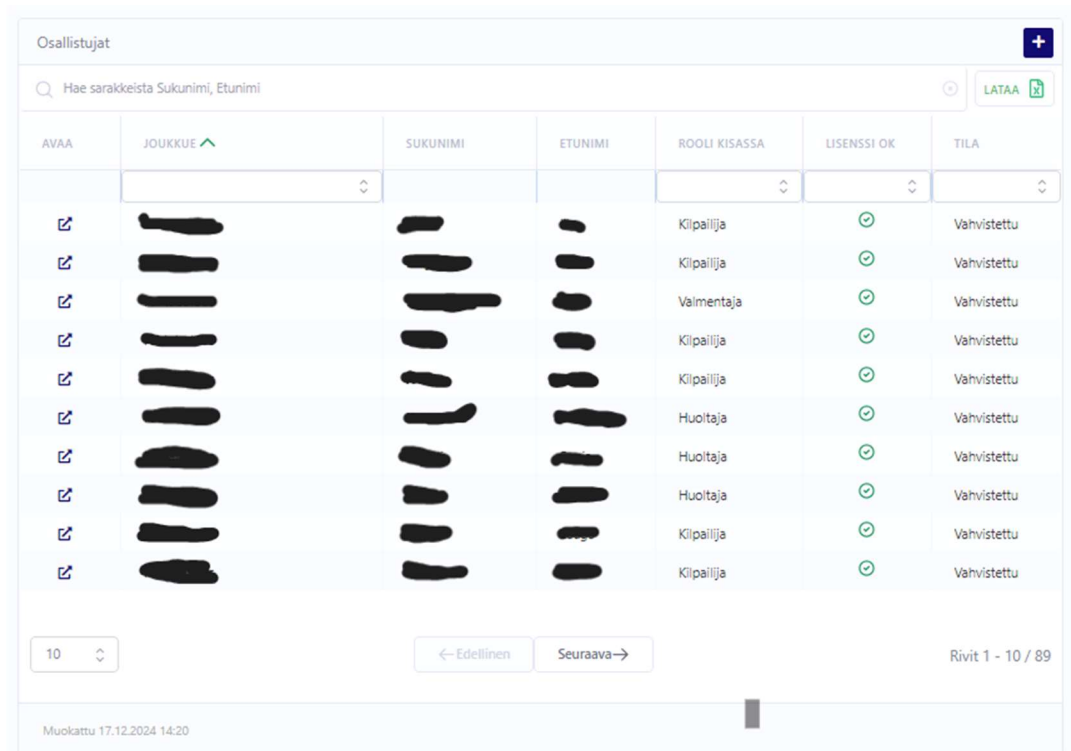 Osallistujat
Hae sarakkeista Sukunimi, Etunimi LATAA
AVAA JOUKKUE SUKUNIMI ETUNIMI ROOLI KISASSA LISENSSI OK TILA
Kilpailija Vahvistettu
Kilpailija Vahvistettu
Valmentaja Vahvistettu
Kilpailija Vahvistettu
Kilpailija Vahvistettu
Huoltaja Vahvistettu
Huoltaja Vahvistettu
Huoltaja Vahvistettu
Kilpailija Vahvistettu
Kilpailija Vahvistettu
10 ←Edellinen Seuraava→ Rivit 1 - 10 / 89
Muokattu 17.12.2024 14:20